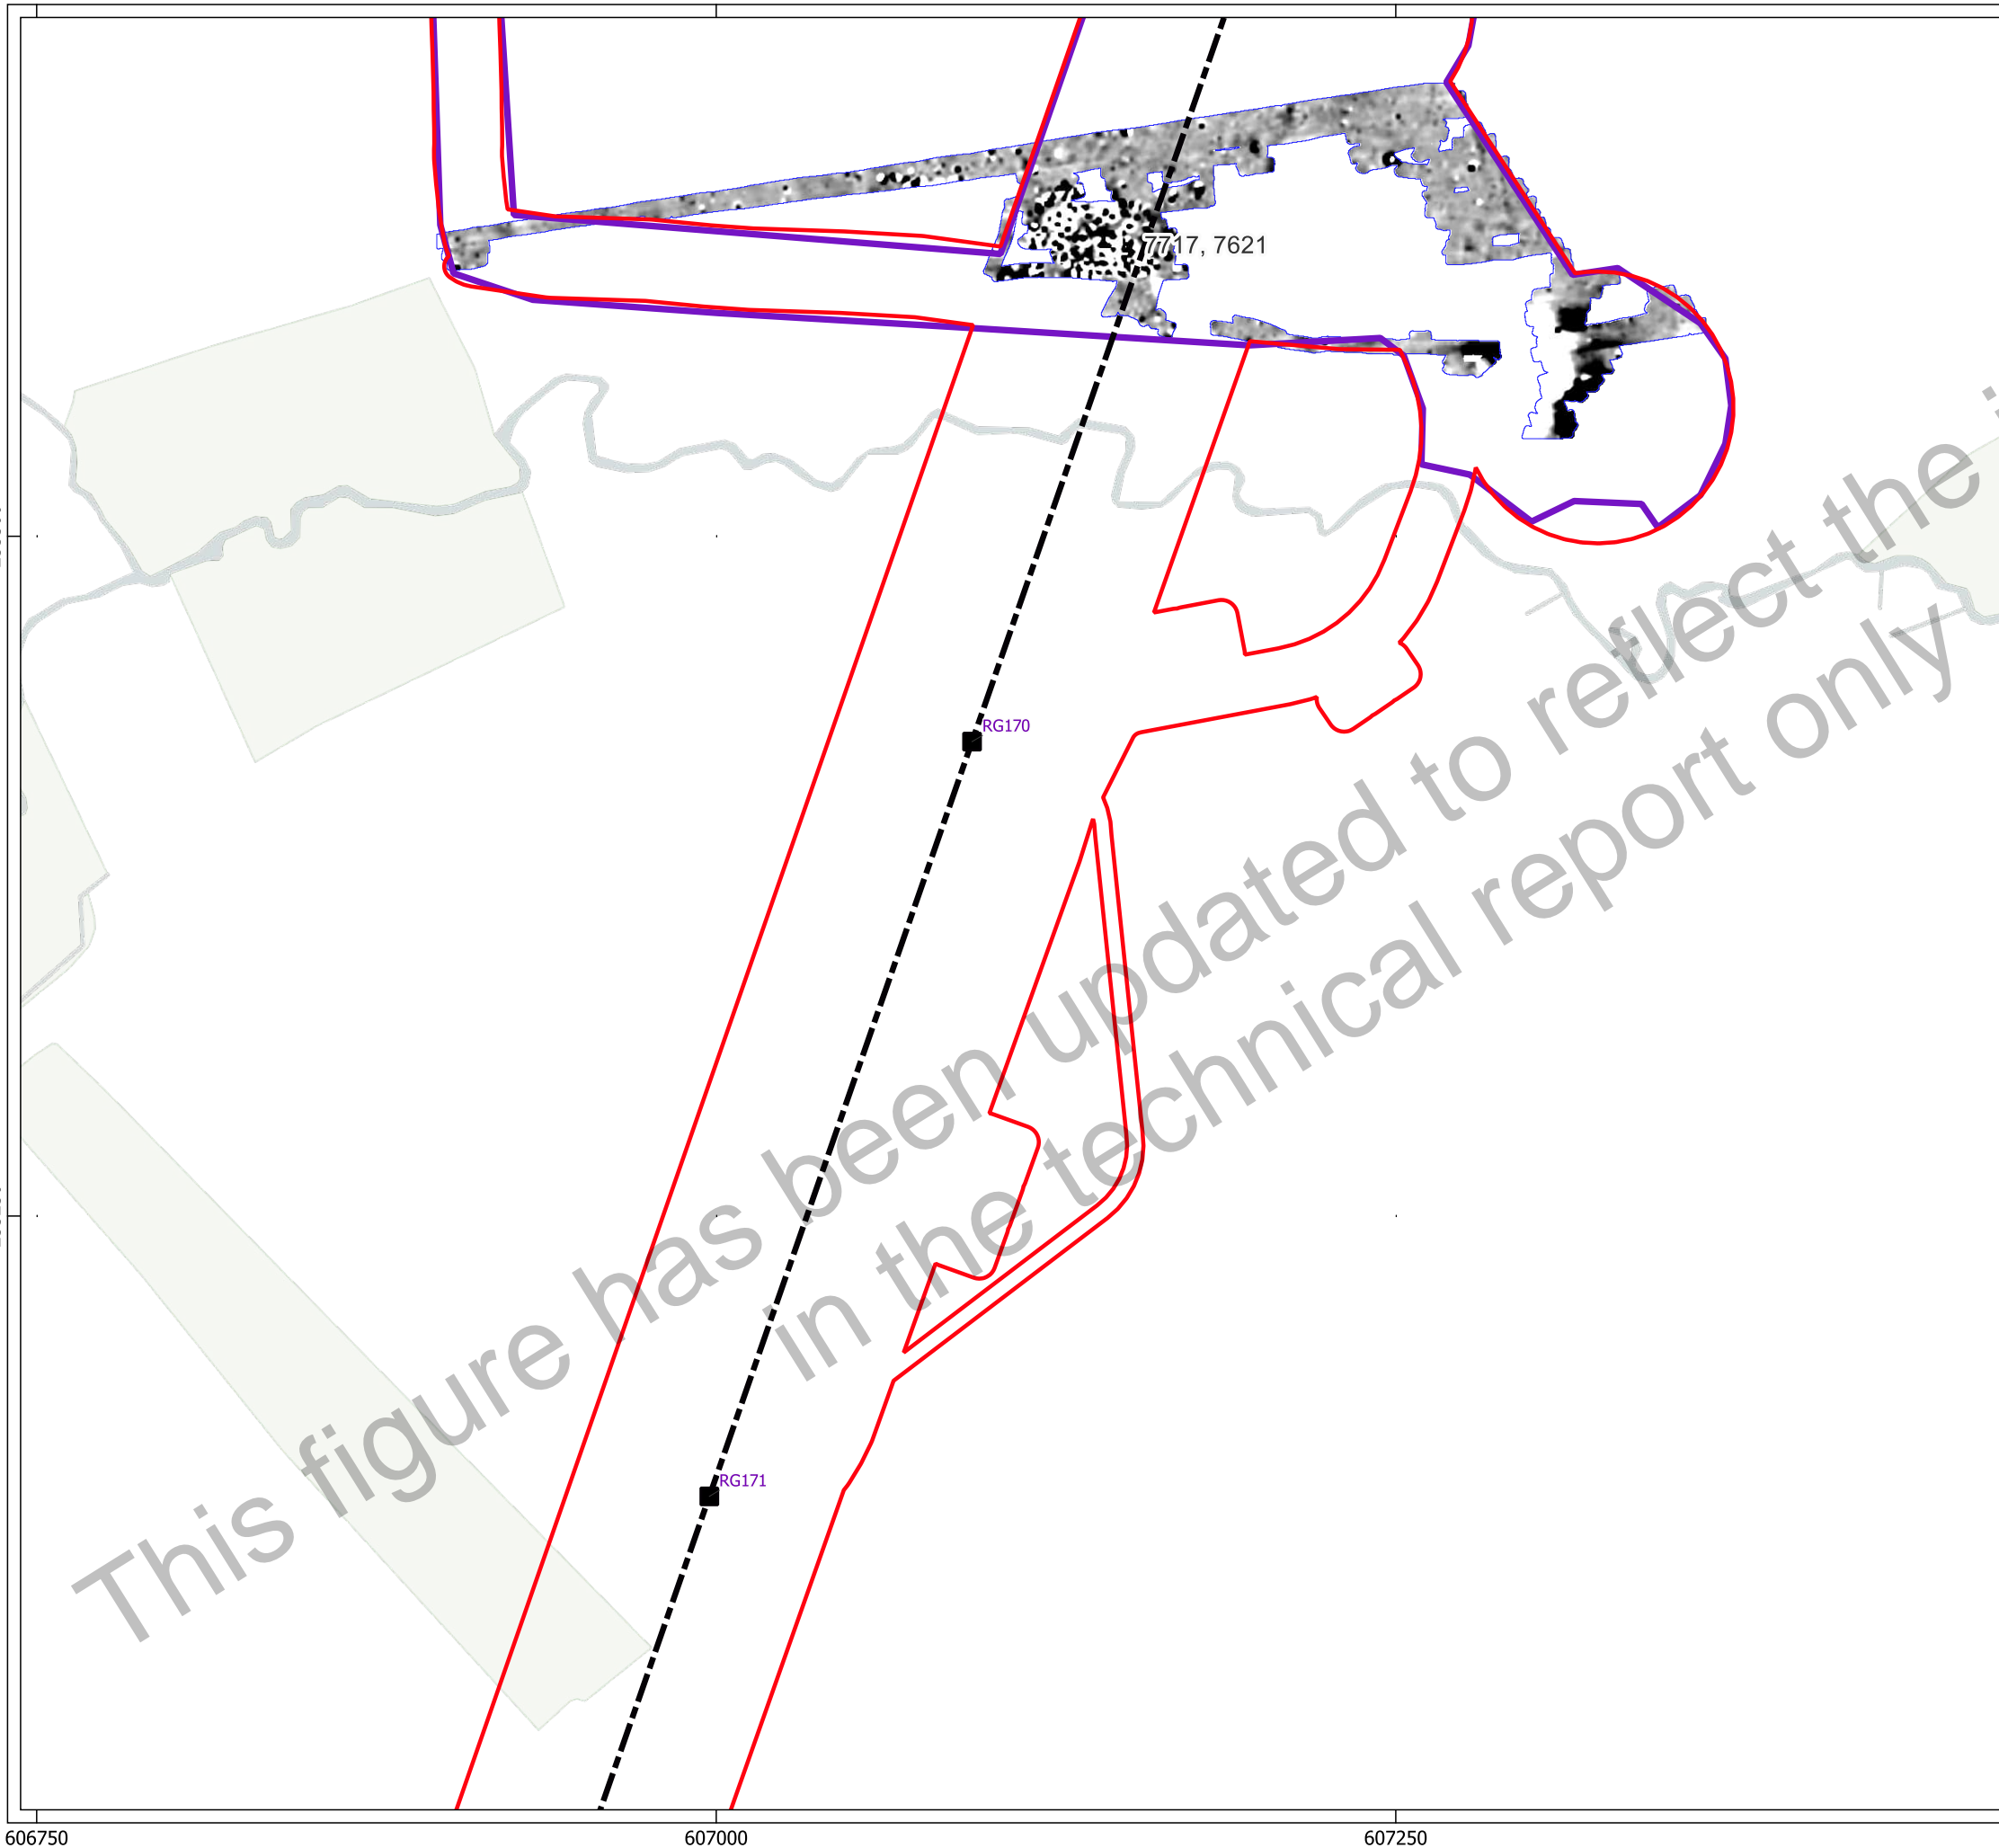 7717, 7621
RG170
RG171
This figure has been updated to reflect the
in the technical report only
606750
607000
607250